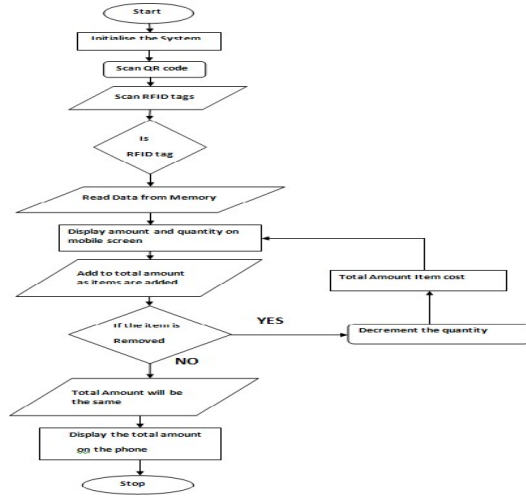 Start
Initialise the System
Scan QR code
Scan RFID tags
Is
RFID tag
Read Data from Memory
Display amount and quantity on
mobile screen
Add to total amount
as items are added
Total Amount Item cost
If the item is
Removed
YES
Decrement the quantity
NO
Total Amount will be
the same
Display the total amount
on the phone
Stop